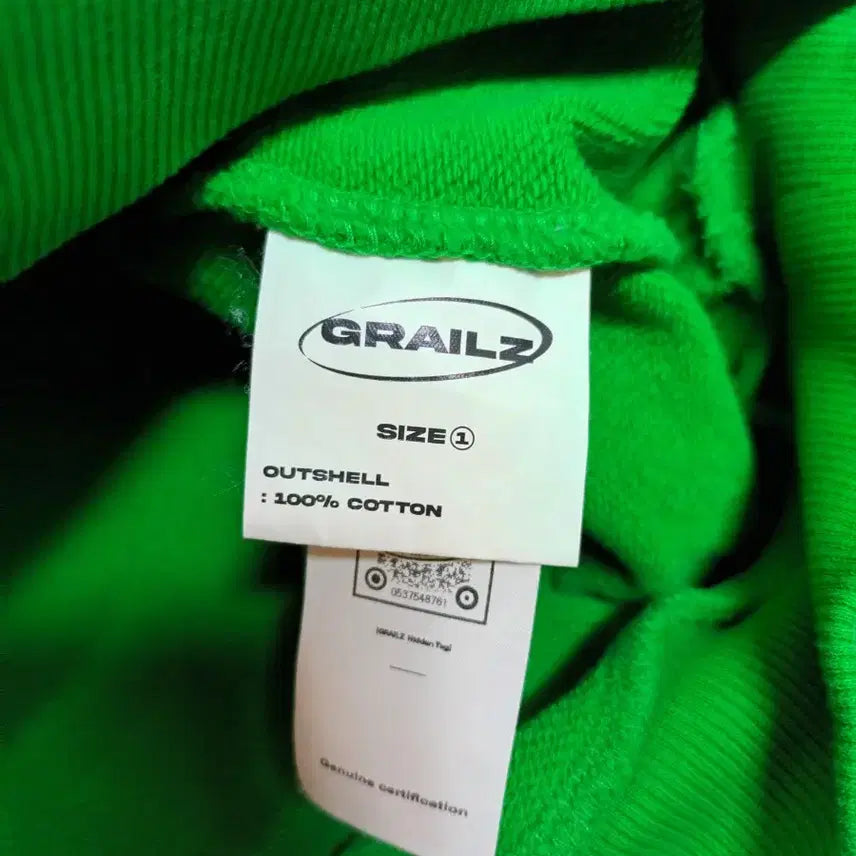 GRAILZ
SIZE ①
OUTSHELL
: 100% COTTON
0537548761
(GRAILZ Hidden Tag)
Genuine certification